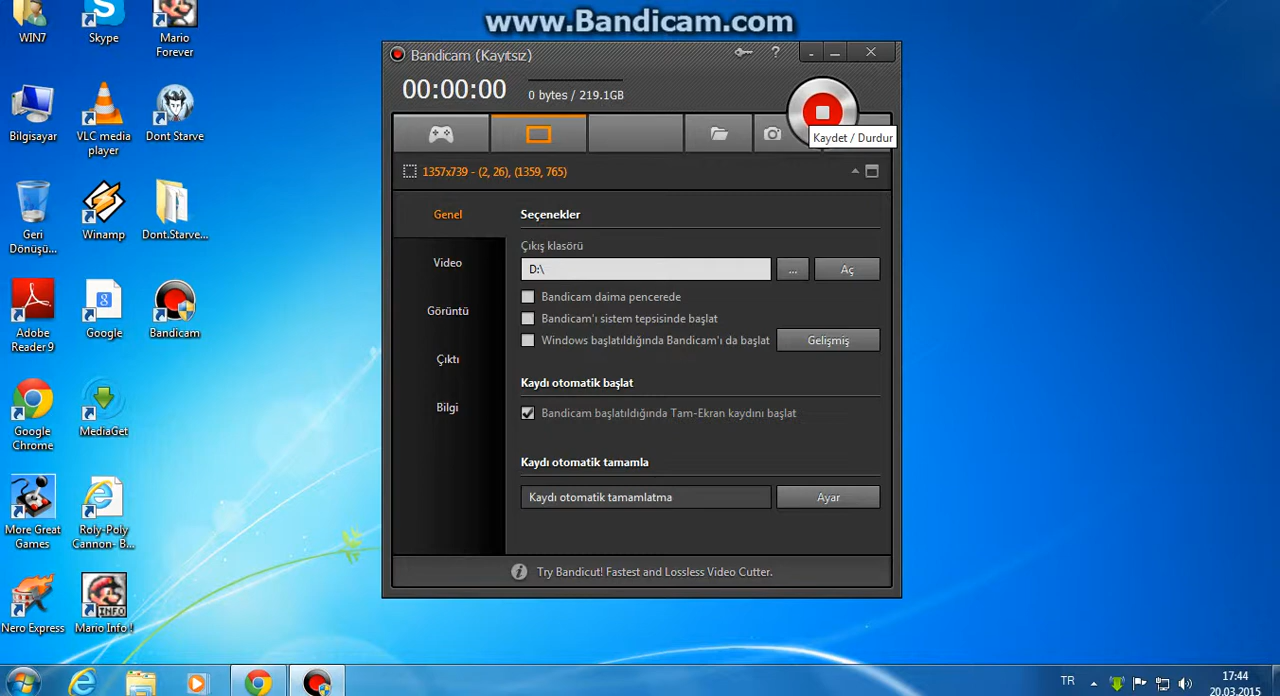 www.Bandicam.com
WIN7
Skype
Mario
Forever
Bilgisayar
VLC media
player
Dont Starve
Geri
Dönüşü...
Winamp
Dont.Starve...
Adobe
Reader 9
Google
Bandicam
Google
Chrome
MediaGet
More Great
Games
Roly-Poly
Cannon- B...
Nero Express
INFO
Mario Info !
Bandicam (Kayıtsız)
?
00:00:00
0 bytes / 219.1GB
Kaydet / Durdur
1357x739 - (2, 26), (1359, 765)
Genel
Video
Görüntü
Çıktı
Bilgi
Seçenekler
Çıkış klasörü
D:\
...
Aç
Bandicam daima pencerede
Bandicam'ı sistem tepsisinde başlat
Windows başlatıldığında Bandicam'ı da başlat
Gelişmiş
Kaydı otomatik başlat
Bandicam başlatıldığında Tam-Ekran kaydını başlat
Kaydı otomatik tamamla
Kaydı otomatik tamamlatma
Ayar
Try Bandicut! Fastest and Lossless Video Cutter.
TR
17:44
20.03.2015